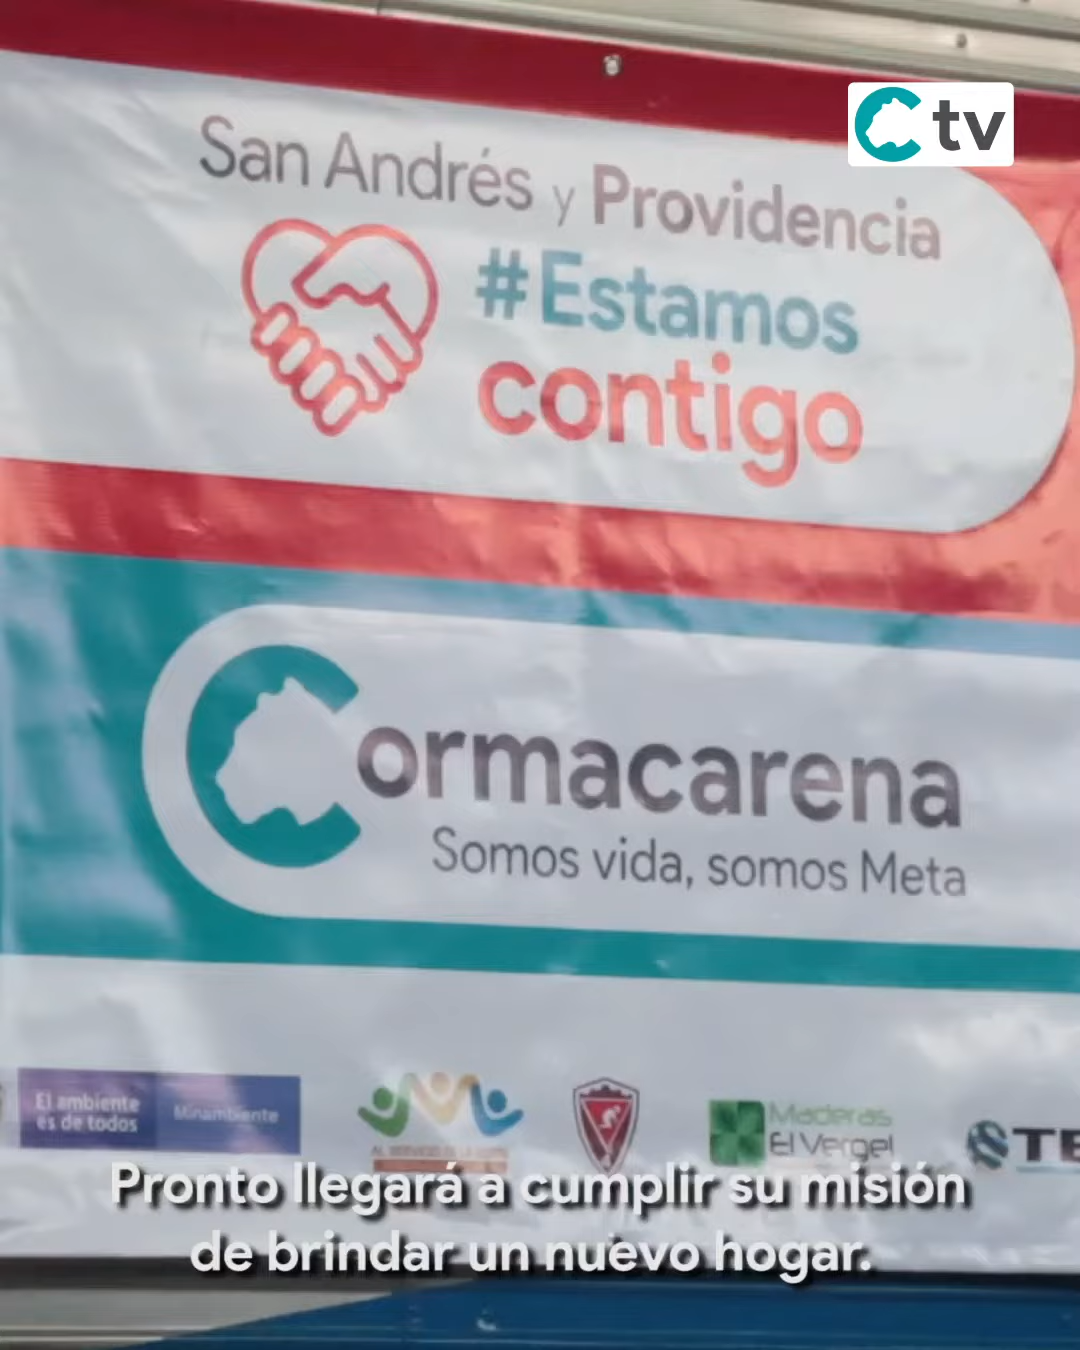 C tv
San Andrés y Providencia
#Estamos
contigo
Cormacarena
Somos vida, somos Meta
El ambiente
es de todos
Minambiente
Maderas
El Vergel
Pronto llegará a cumplir su misión
de brindar un nuevo hogar.